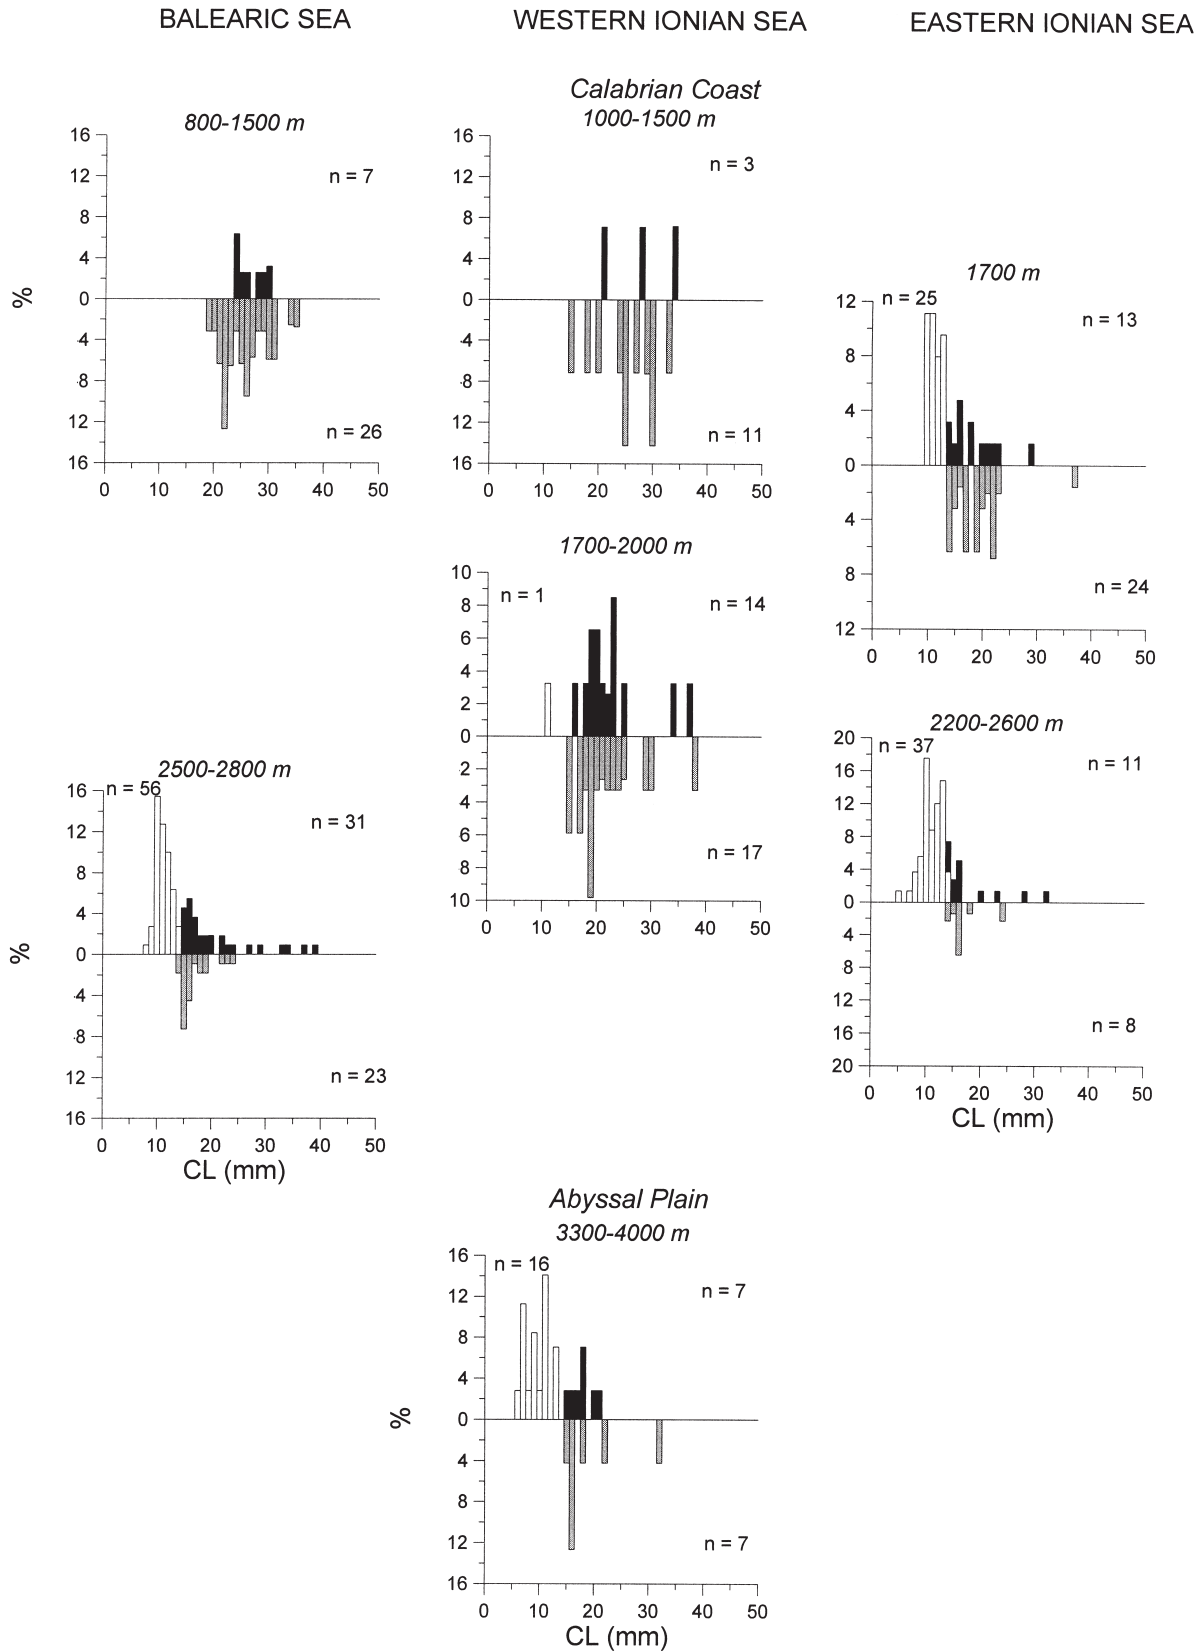 BALEARIC SEA
WESTERN IONIAN SEA
EASTERN IONIAN SEA
Calabrian Coast
800-1500 m
16
12
8
4
0
4
8
12
16
%
n = 7
n = 26
0 10 20 30 40 50
1000-1500 m
16
12
8
4
0
4
8
12
16
n = 3
n = 11
0 10 20 30 40 50
1700 m
12
8
4
0
4
8
12
n = 25
n = 13
n = 24
0 10 20 30 40 50
1700-2000 m
10
8
6
4
2
0
2
4
6
8
10
n = 1
n = 14
n = 17
0 10 20 30 40 50
2500-2800 m
16
12
8
4
0
4
8
12
16
%
n = 56
n = 31
n = 23
0 10 20 30 40 50
CL (mm)
2200-2600 m
20
16
12
8
4
0
4
8
12
16
20
n = 37
n = 11
n = 8
0 10 20 30 40 50
CL (mm)
Abyssal Plain
3300-4000 m
16
12
8
4
0
4
8
12
16
%
n = 16
n = 7
n = 7
0 10 20 30 40 50
CL (mm)